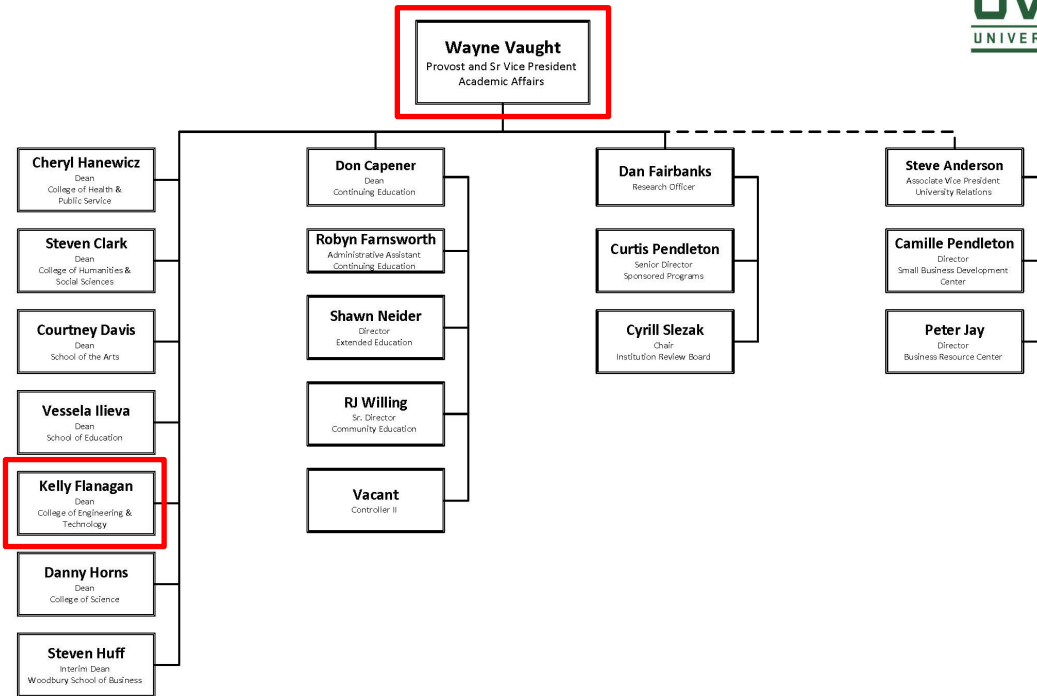 UNIVER
Wayne Vaught
Provost and Sr Vice President
Academic Affairs
Cheryl Hanewicz
Dean
College of Health &
Public Service
Steven Clark
Dean
College of Humanities &
Social Sciences
Courtney Davis
Dean
School of the Arts
Vessela Ilieva
Dean
School of Education
Kelly Flanagan
Dean
College of Engineering &
Technology
Danny Horns
Dean
College of Science
Steven Huff
Interim Dean
Woodbury School of Business
Don Capener
Dean
Continuing Education
Robyn Farnsworth
Administrative Assistant
Continuing Education
Shawn Neider
Director
Extended Education
RJ Willing
Sr. Director
Community Education
Vacant
Controller II
Dan Fairbanks
Research Officer
Curtis Pendleton
Senior Director
Sponsored Programs
Cyrill Slezak
Chair
Institution Review Board
Steve Anderson
Associate Vice President
University Relations
Camille Pendleton
Director
Small Business Development
Center
Peter Jay
Director
Business Resource Center